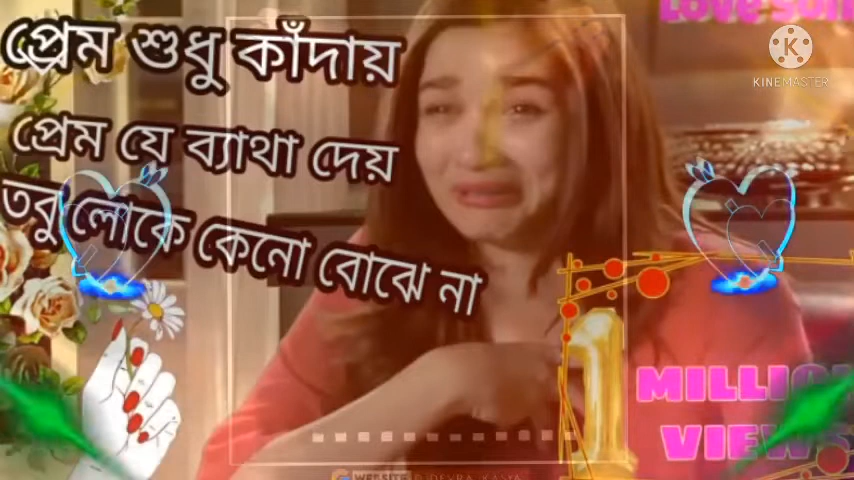 প্রেম শুধু কাঁদায়
প্রেম যে ব্যাথা দেয়
তবু লোকে কেনো বোঝে না
KINEMASTER
1
MILLION
VIEWS